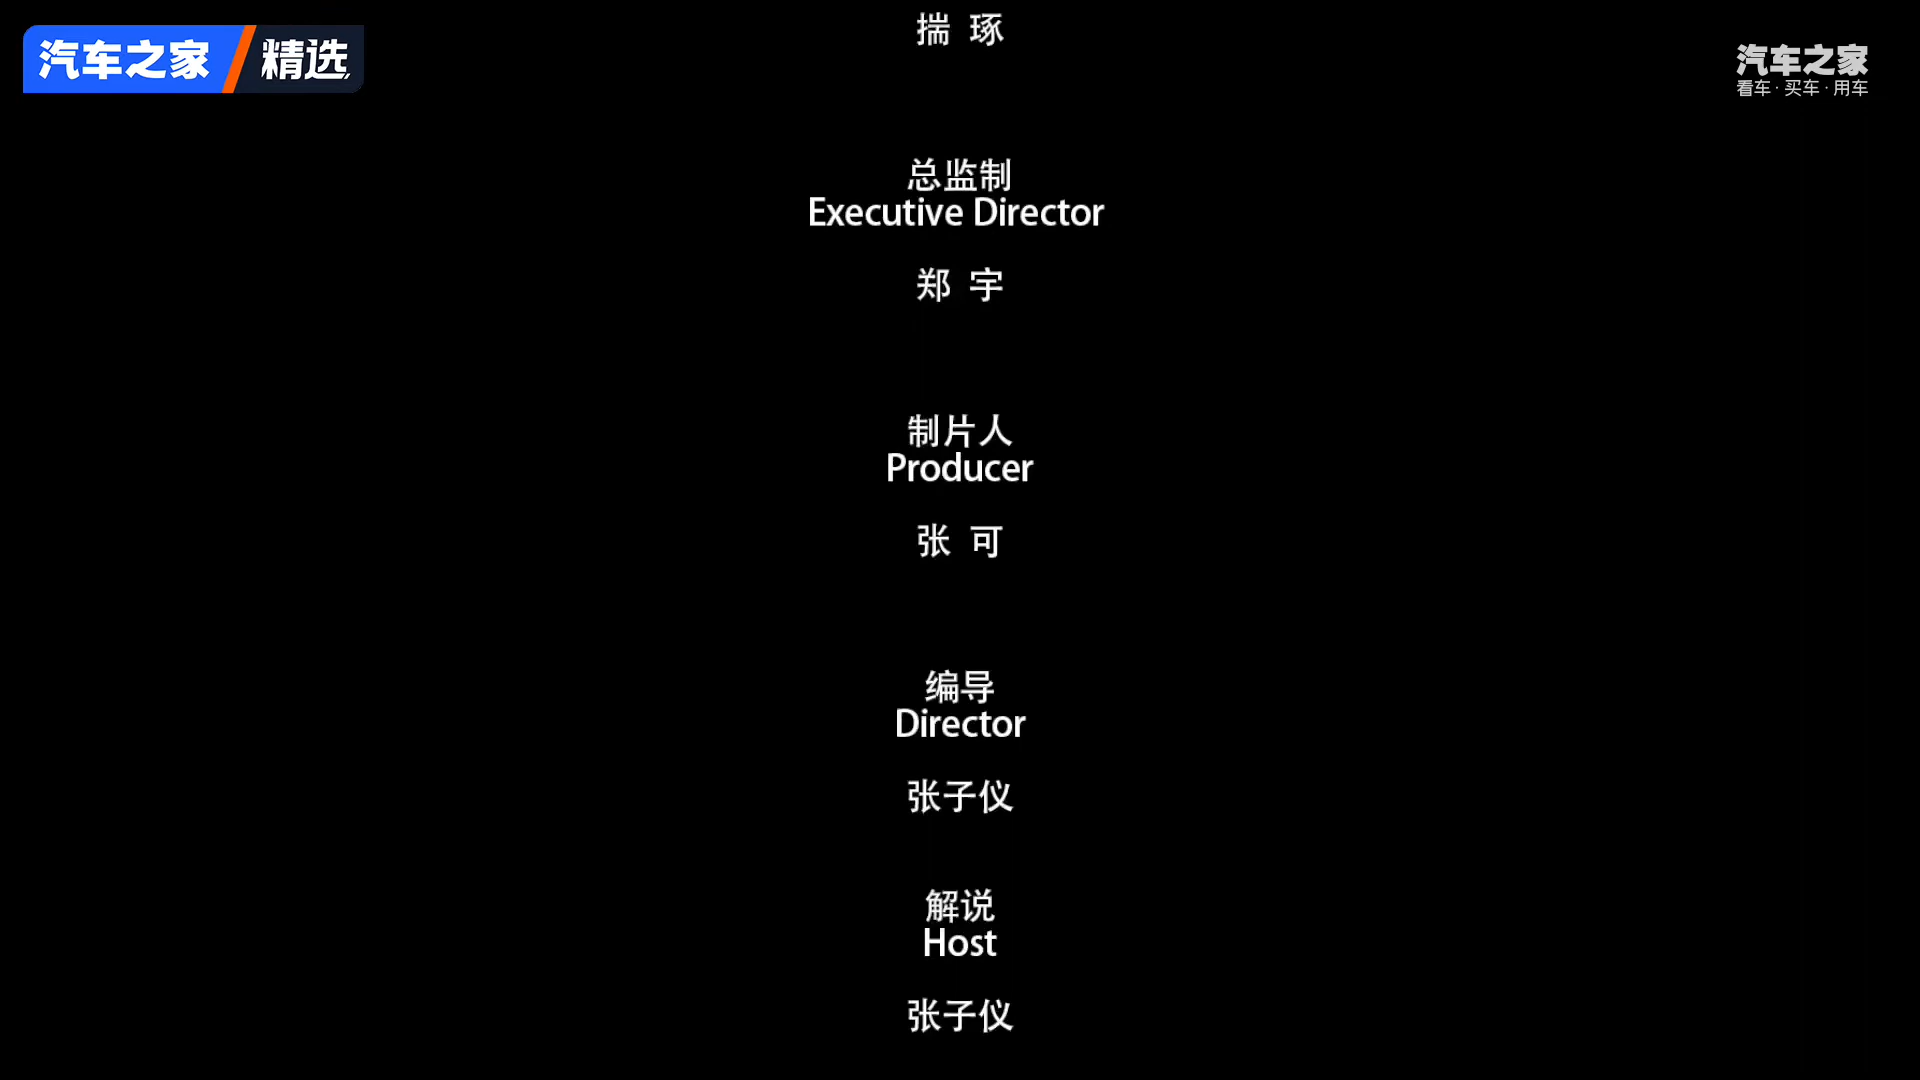 汽车之家 精选
揣 琢
汽车之家
看车·买车·用车
总监制
Executive Director
郑 宇
制片人
Producer
张 可
编导
Director
张子仪
解说
Host
张子仪